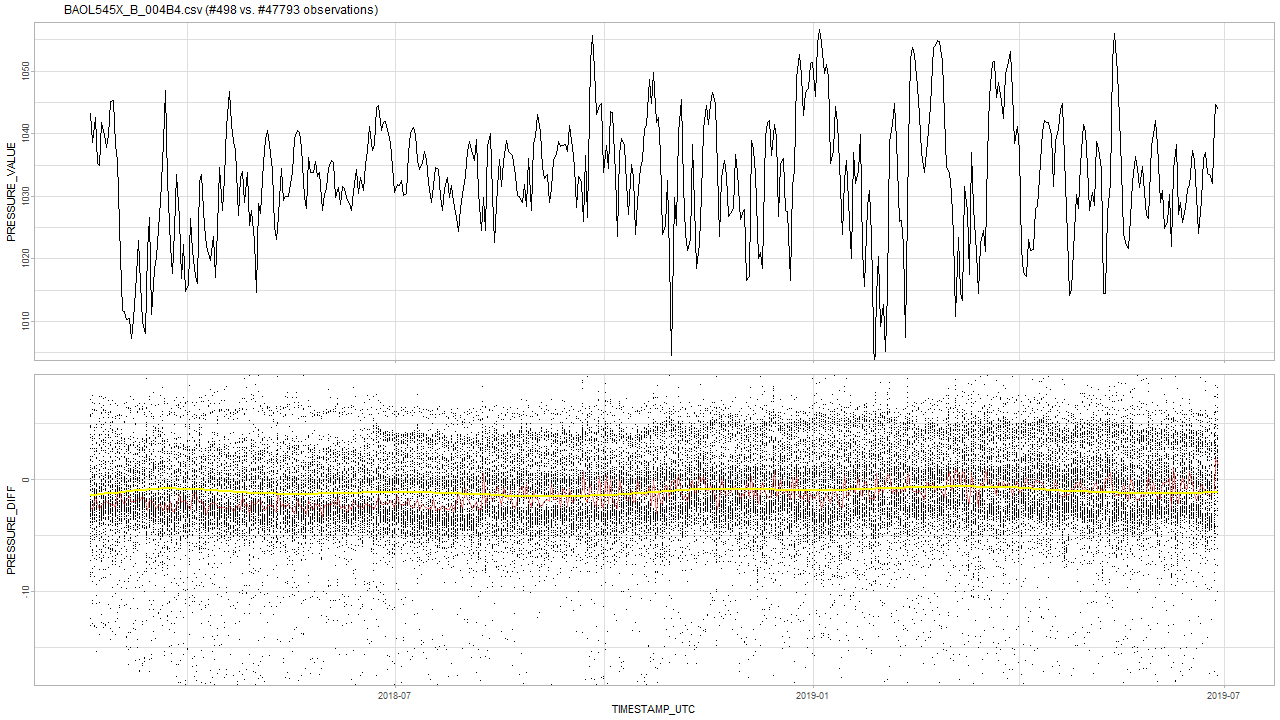 BAOL545X_B_004B4.csv (#498 vs. #47793 observations)
PRESSURE_VALUE
1050
1040
1030
1020
1010
PRESSURE_DIFF
0
-10
2018-07
2019-01
2019-07
TIMESTAMP_UTC